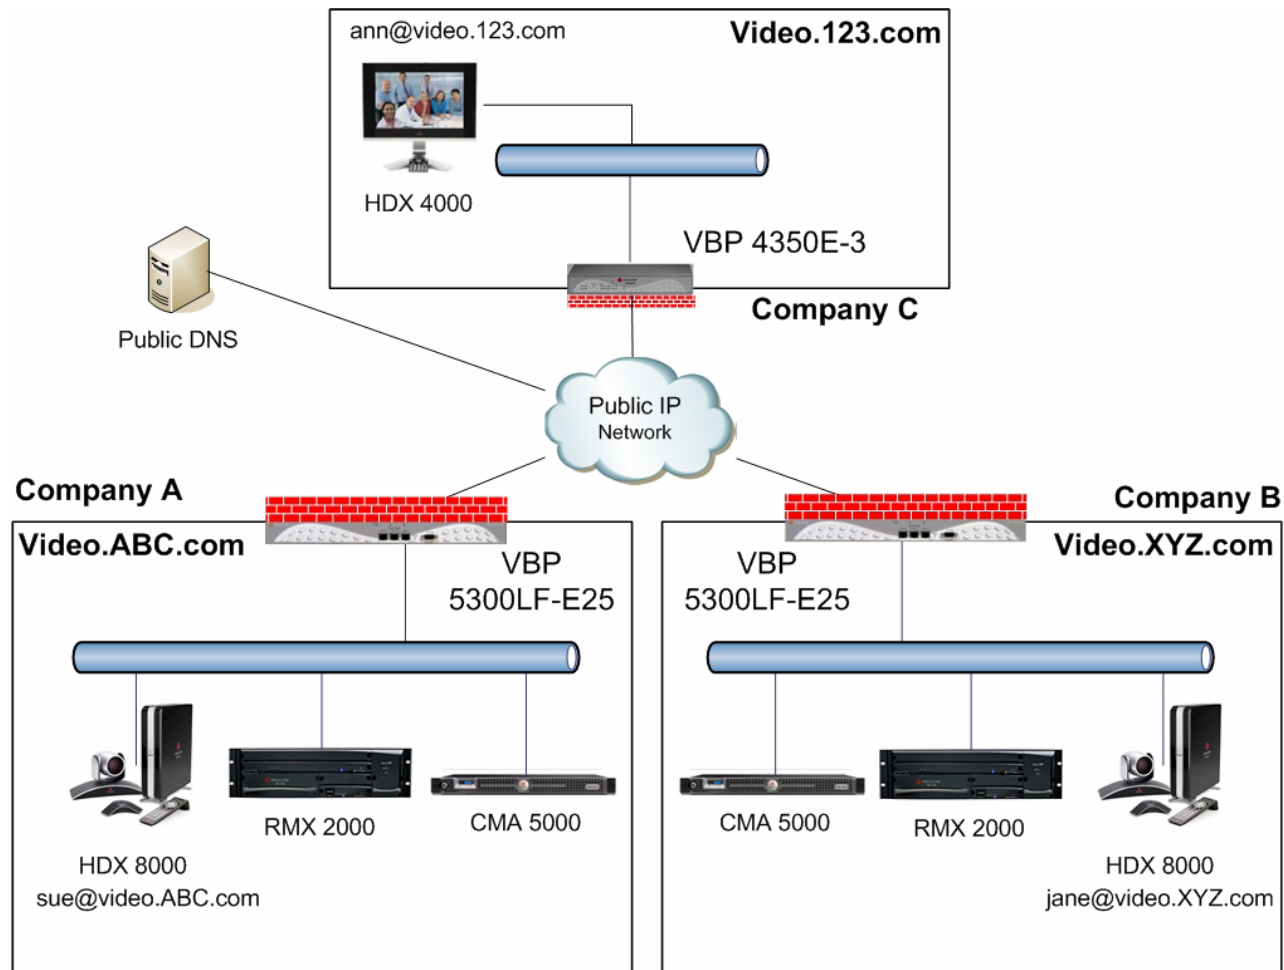 ann@video.123.com
Video.123.com
HDX 4000
VBP 4350E-3
Company C
Public DNS
Public IP
Network
Company A
Company B
Video.ABC.com
VBP
5300LF-E25
Video.XYZ.com
VBP
5300LF-E25
HDX 8000
sue@video.ABC.com
RMX 2000
CMA 5000
CMA 5000
RMX 2000
HDX 8000
jane@video.XYZ.com